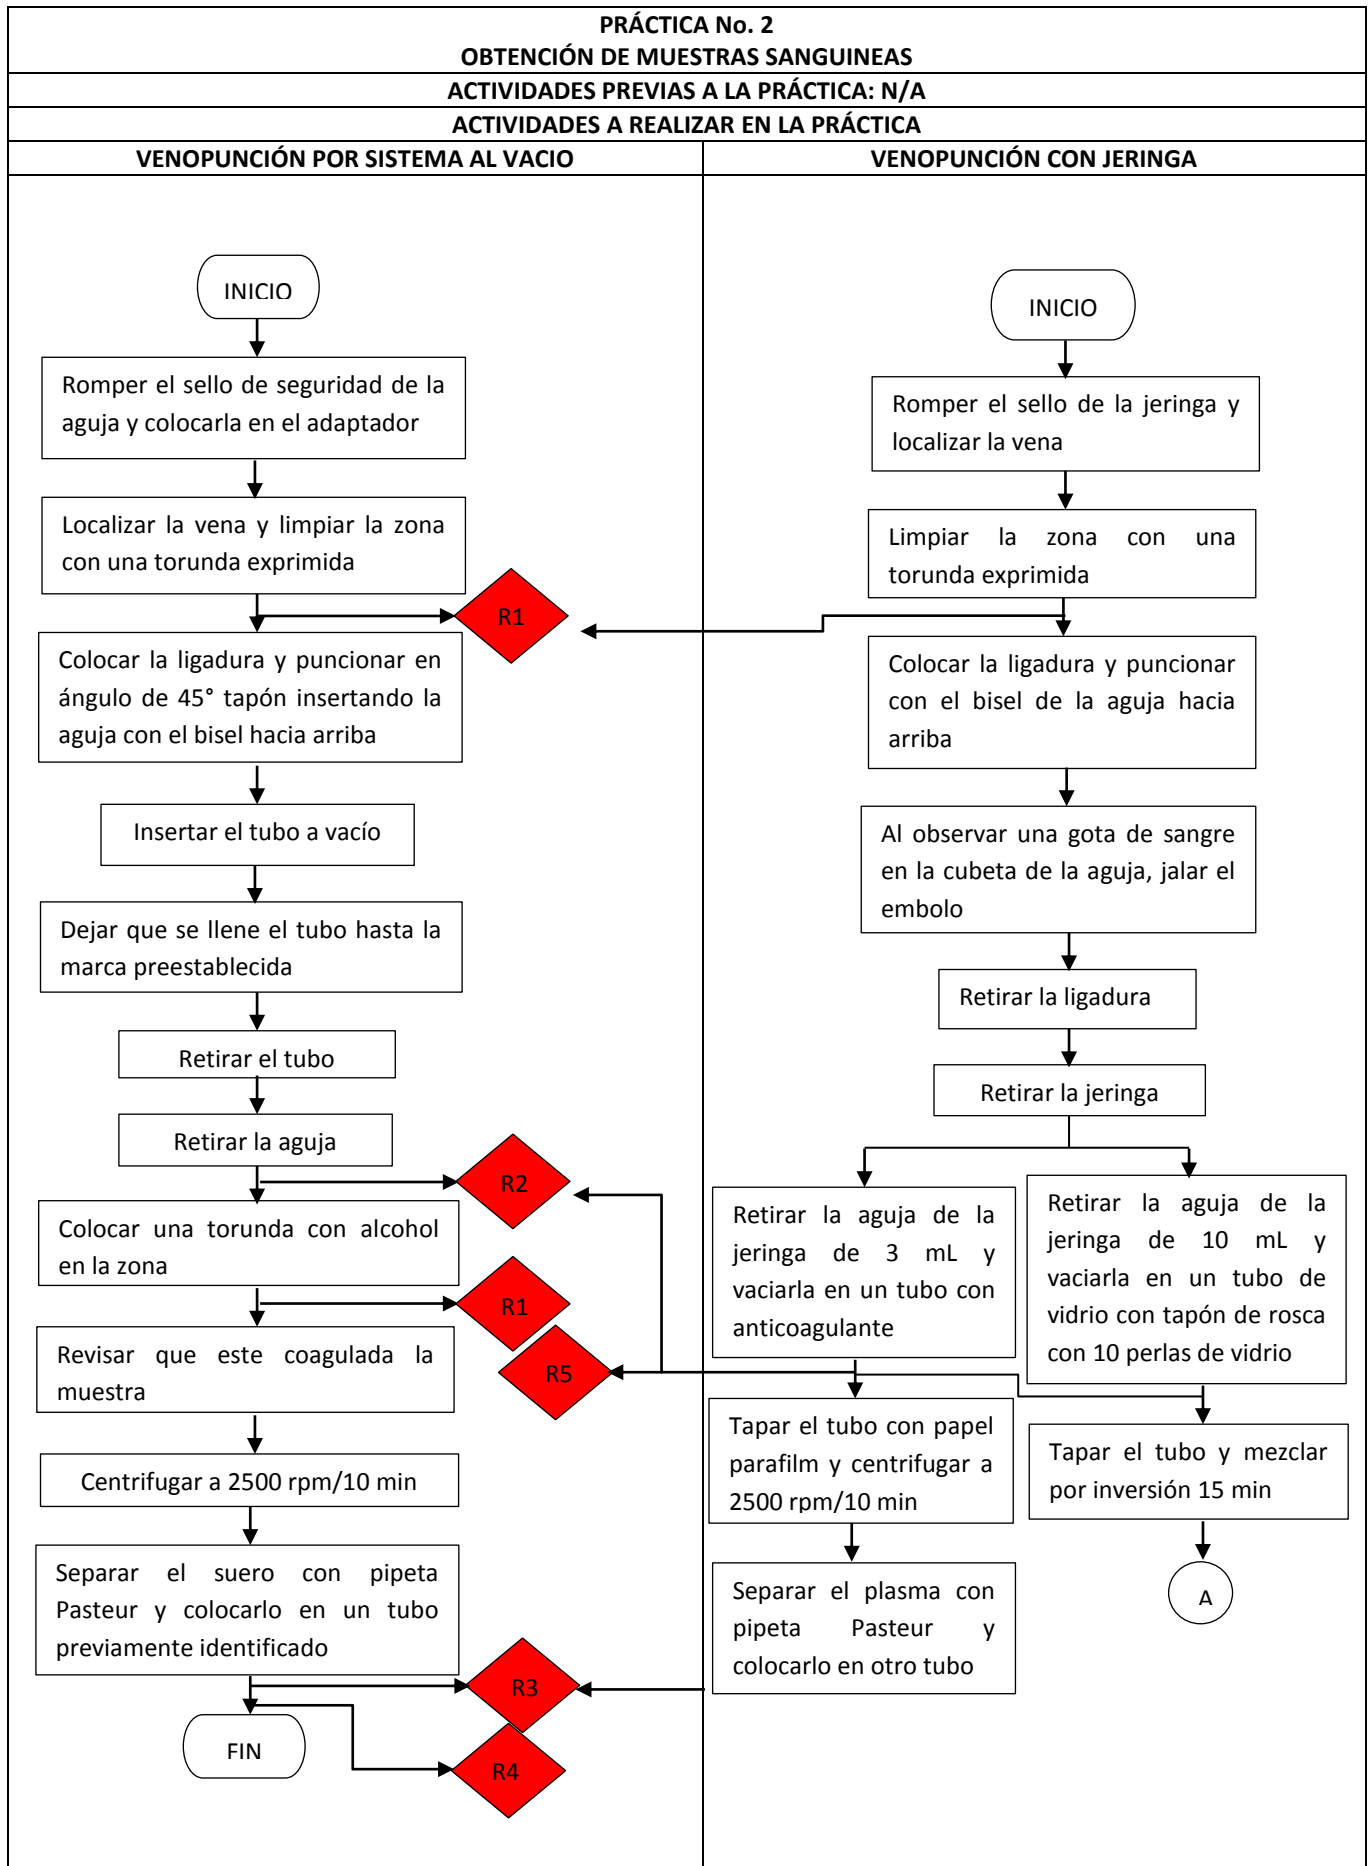 PRÁCTICA No. 2
OBTENCIÓN DE MUESTRAS SANGUINEAS
ACTIVIDADES PREVIAS A LA PRÁCTICA: N/A
ACTIVIDADES A REALIZAR EN LA PRÁCTICA
VENOPUNCIÓN POR SISTEMA AL VACIO
INICIO
Romper el sello de seguridad de la
aguja y colocarla en el adaptador
Localizar la vena y limpiar la zona
con una torunda exprimida
R1
Colocar la ligadura y puncionar en
ángulo de 45° tapón insertando la
aguja con el bisel hacia arriba
Insertar el tubo a vacío
Dejar que se llene el tubo hasta la
marca preestablecida
Retirar el tubo
Retirar la aguja
R2
Colocar una torunda con alcohol
en la zona
R1
Revisar que este coagulada la
muestra
R5
Centrifugar a 2500 rpm/10 min
Separar el suero con pipeta
Pasteur y colocarlo en un tubo
previamente identificado
R3
FIN
R4
VENOPUNCIÓN CON JERINGA
INICIO
Romper el sello de la jeringa y
localizar la vena
Limpiar la zona con una
torunda exprimida
Colocar la ligadura y puncionar
con el bisel de la aguja hacia
arriba
Al observar una gota de sangre
en la cubeta de la aguja, jalar el
embolo
Retirar la ligadura
Retirar la jeringa
Retirar la aguja de la
jeringa de 3 mL y
vaciarla en un tubo con
anticoagulante
Tapar el tubo con papel
parafilm y centrifugar a
2500 rpm/10 min
Separar el plasma con
pipeta Pasteur y
colocarlo en otro tubo
Retirar la aguja de la
jeringa de 10 mL y
vaciarla en un tubo de
vidrio con tapón de rosca
con 10 perlas de vidrio
Tapar el tubo y mezclar
por inversión 15 min
A